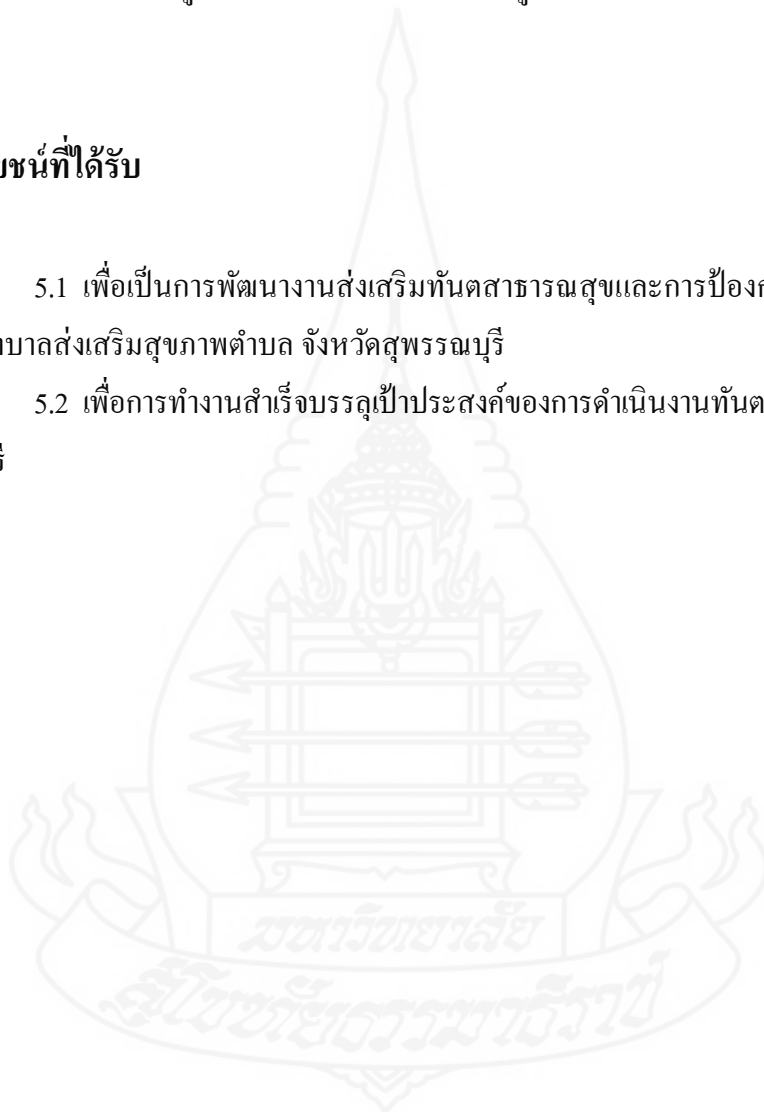 ยชน์ที่ได้รับ
5.1 เพื่อเป็นการพัฒนางานส่งเสริมทันตสาธารณสุขและการป้องก
บาลส่งเสริมสุขภาพตำบล จังหวัดสุพรรณบุรี
5.2 เพื่อการทำงานสำเร็จบรรลุเป้าประสงค์ของการดำเนินงานทันต
รี
มหาวิทยาลัย
สุโขทัยธรรมาธิราช